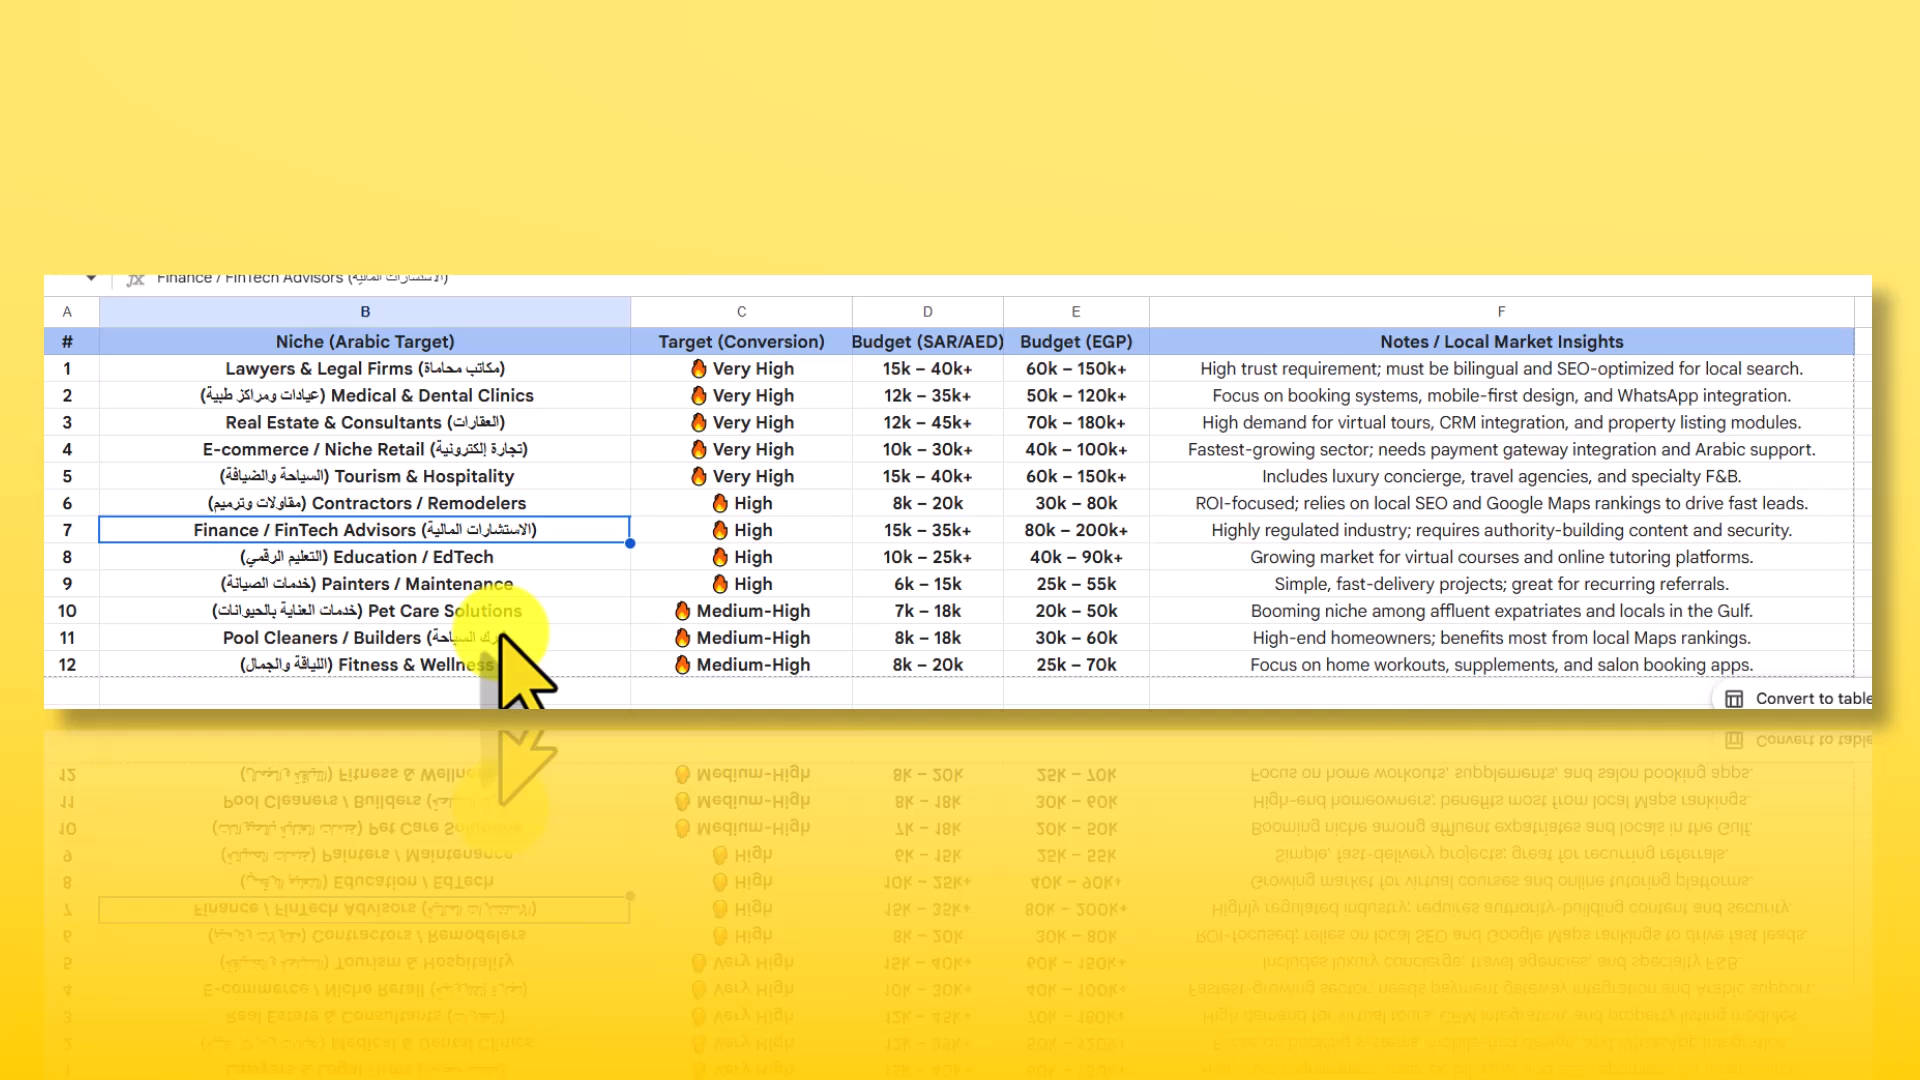 Finance / FinTech Advisors (الاستشارات المالية)
A B C D E F
# Niche (Arabic Target) Target (Conversion) Budget (SAR/AED) Budget (EGP) Notes / Local Market Insights
1 Lawyers & Legal Firms (مكاتب محاماة) 🔥 Very High 15k – 40k+ 60k – 150k+ High trust requirement; must be bilingual and SEO-optimized for local search.
2 (عيادات ومراكز طبية) Medical & Dental Clinics 🔥 Very High 12k – 35k+ 50k – 120k+ Focus on booking systems, mobile-first design, and WhatsApp integration.
3 Real Estate & Consultants (العقارات) 🔥 Very High 12k – 45k+ 70k – 180k+ High demand for virtual tours, CRM integration, and property listing modules.
4 E-commerce / Niche Retail (تجارة إلكترونية) 🔥 Very High 10k – 30k+ 40k – 100k+ Fastest-growing sector; needs payment gateway integration and Arabic support.
5 (السياحة والضيافة) Tourism & Hospitality 🔥 Very High 15k – 40k+ 60k – 150k+ Includes luxury concierge, travel agencies, and specialty F&B.
6 (مقاولات وترميم) Contractors / Remodelers 🔥 High 8k – 20k 30k – 80k ROI-focused; relies on local SEO and Google Maps rankings to drive fast leads.
7 Finance / FinTech Advisors (الاستشارات المالية) 🔥 High 15k – 35k+ 80k – 200k+ Highly regulated industry; requires authority-building content and security.
8 (التعليم الرقمي) Education / EdTech 🔥 High 10k – 25k+ 40k – 90k+ Growing market for virtual courses and online tutoring platforms.
9 (خدمات الصيانة) Painters / Maintenance 🔥 High 6k – 15k 25k – 55k Simple, fast-delivery projects; great for recurring referrals.
10 (خدمات العناية بالحيوانات) Pet Care Solutions 🔥 Medium-High 7k – 18k 20k – 50k Booming niche among affluent expatriates and locals in the Gulf.
11 Pool Cleaners / Builders (السباحة 🔥 Medium-High 8k – 18k 30k – 60k High-end homeowners; benefits most from local Maps rankings.
12 (اللياقة والجمال) Fitness & Wellness 🔥 Medium-High 8k – 20k 25k – 70k Focus on home workouts, supplements, and salon booking apps.
Convert to table